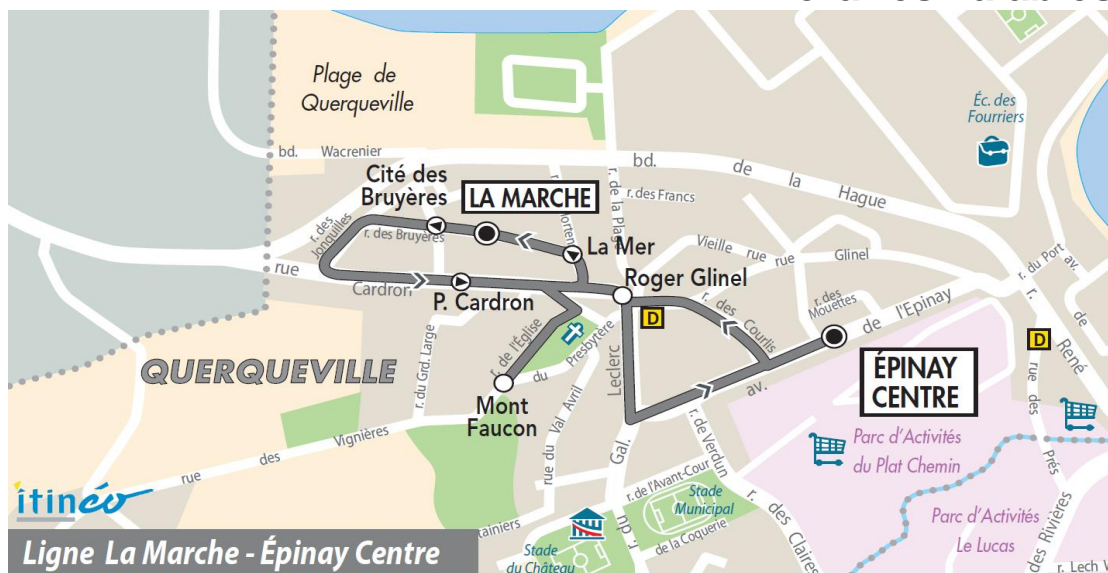 Plage de
Querqueville
Éc. des
Fourriers
bd. Wacrenier
bd. de la Hague
Cité des
Bruyères
LA MARCHE
r. de la Plage
r. des Francs
r. des Jonquilles
r. des Bruyères
La Mer
Vieille rue
rue Glinel
r. du Port
rue Cardron
P. Cardron
Roger Glinel
D
r. des Courlis
r. des
Mouettes
av. de l'Epinay
av. de
r. René
D
r. de l'Église
QUERQUEVILLE
r. du Grd. Large
du Presbytère
Leclerc
ÉPINAY
CENTRE
Mont
Faucon
rue du Val Avril
rue des Vignières
Gal.
r. de Verdun
rue des Prés
Parc d'Activités
du Plat Chemin
r. de l'Avant-Cour
Stade
Municipal
r. du
r. de la Coquerie
r. des Claires
Parc d'Activités
Le Lucas
des Rivières
r. Lech
tainiers
Stade
du Château
itinéo
Ligne La Marche - Épinay Centre